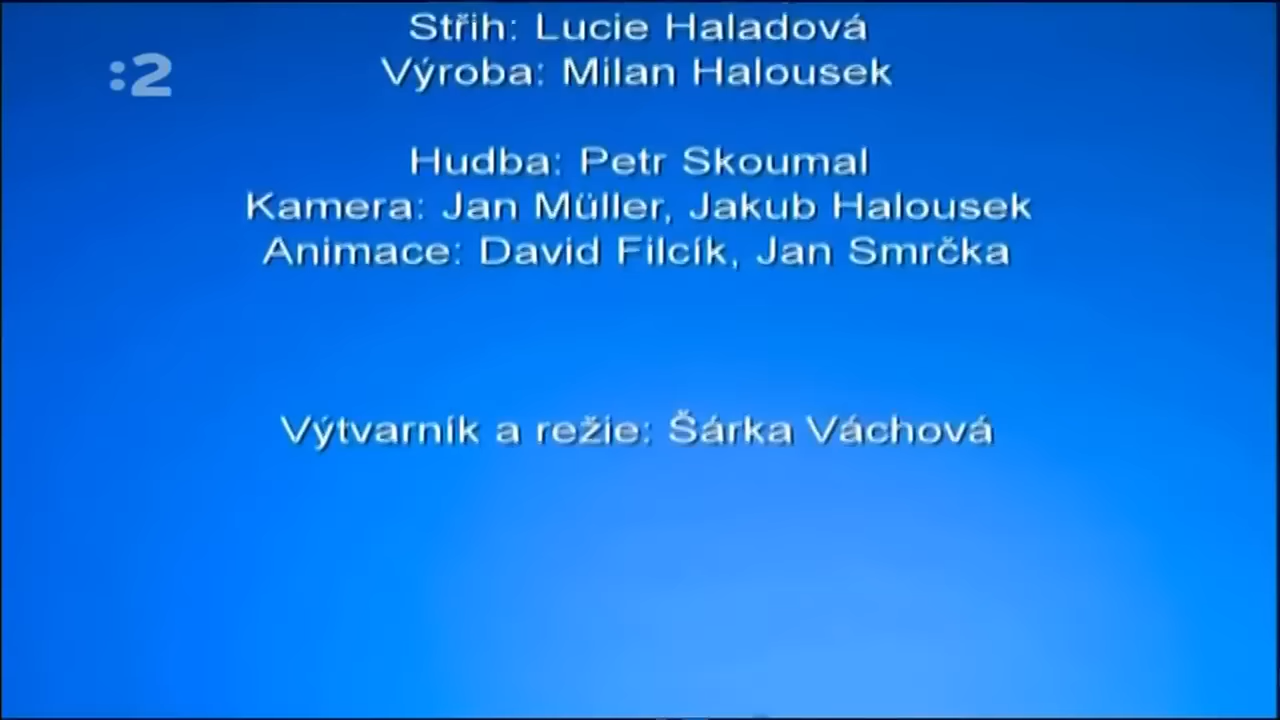 Střih: Lucie Haladová
:2
Výroba: Milan Halousek
Hudba: Petr Skoumal
Kamera: Jan Müller, Jakub Halousek
Animace: David Filcík, Jan Smrčka
Výtvarník a režie: Šárka Váchová